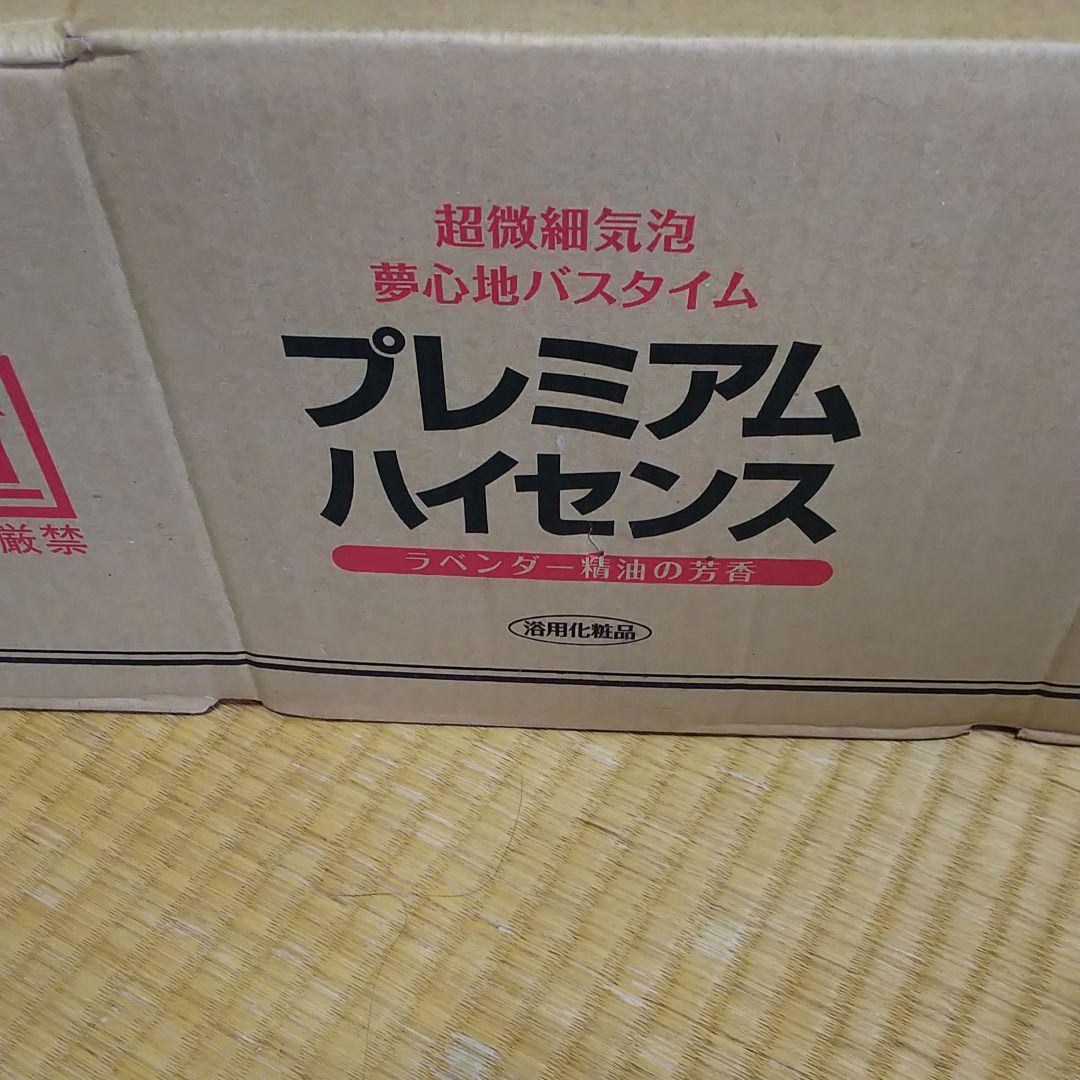 超微細気泡
夢心地バスタイム
プレミアム
ハイセンス
ラベンダー精油の芳香
浴用化粧品
厳禁